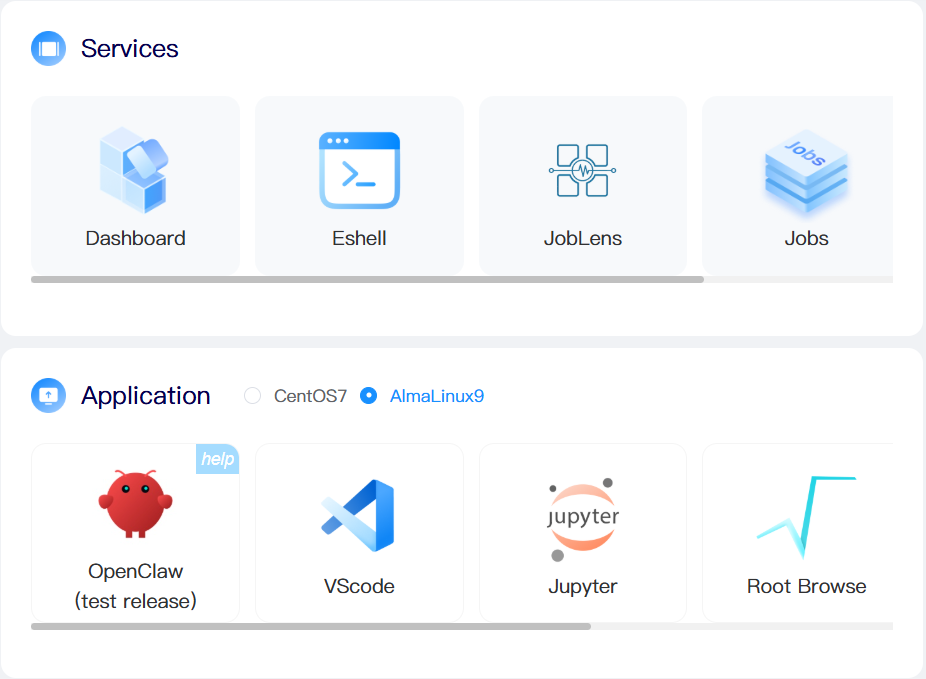 Services
Dashboard
Eshell
JobLens
Jobs
Jobs
Application
CentOS7
AlmaLinux9
help
OpenClaw
(test release)
VScode
jupyter
Jupyter
Root Browse